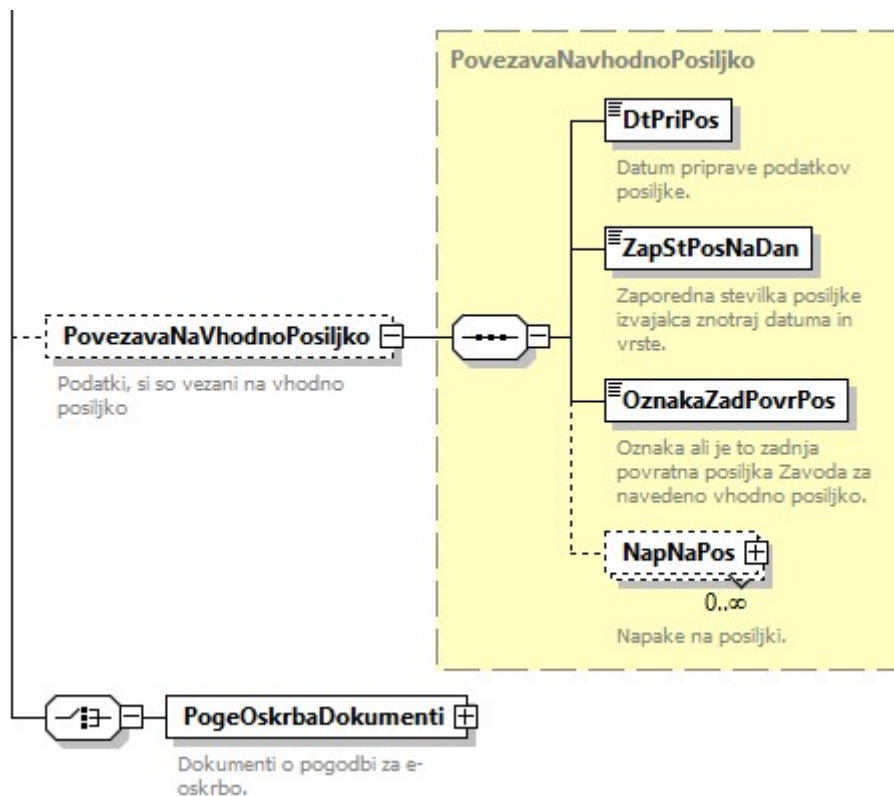 PovezavaNavhodnoPosiljko
DtPriPos
Datum priprave podatkov
posiljke.
ZapStPosNaDan
Zaporedna stevilka posiljke
izvajalca znotraj datuma in
vrste.
PovezavaNaVhodnoPosiljko
Podatki, si so vezani na vhodno
posiljko
OznakaZadPovrPos
Oznaka ali je to zadnja
povratna posiljka Zavoda za
navedeno vhodno posiljko.
NapNaPos
0..∞
Napake na posiljki.
PogeOskrbaDokumenti
Dokumenti o pogodbi za e-
oskrbo.